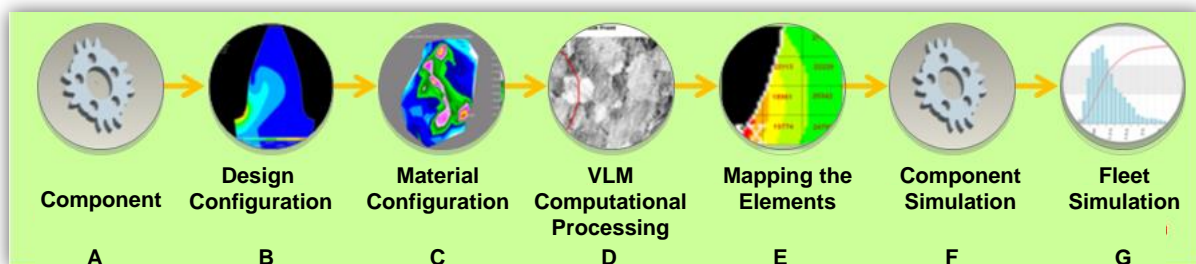 Component
Design
Configuration
Material
Configuration
VLM
Computational
Processing
Mapping the
Elements
Component
Simulation
Fleet
Simulation
A
B
C
D
E
F
G